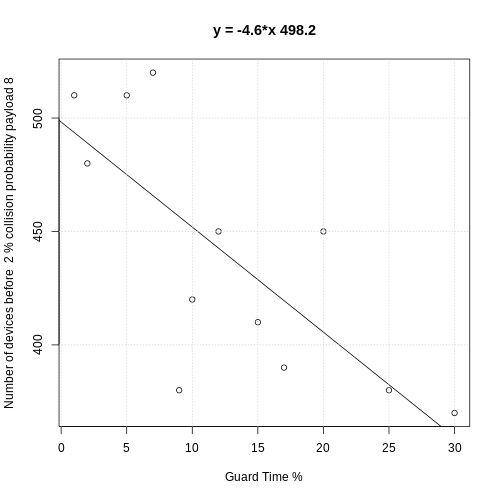 y = -4.6*x 498.2
Number of devices before  2 % collision probability payload 8
500
450
400
0 5 10 15 20 25 30
Guard Time %